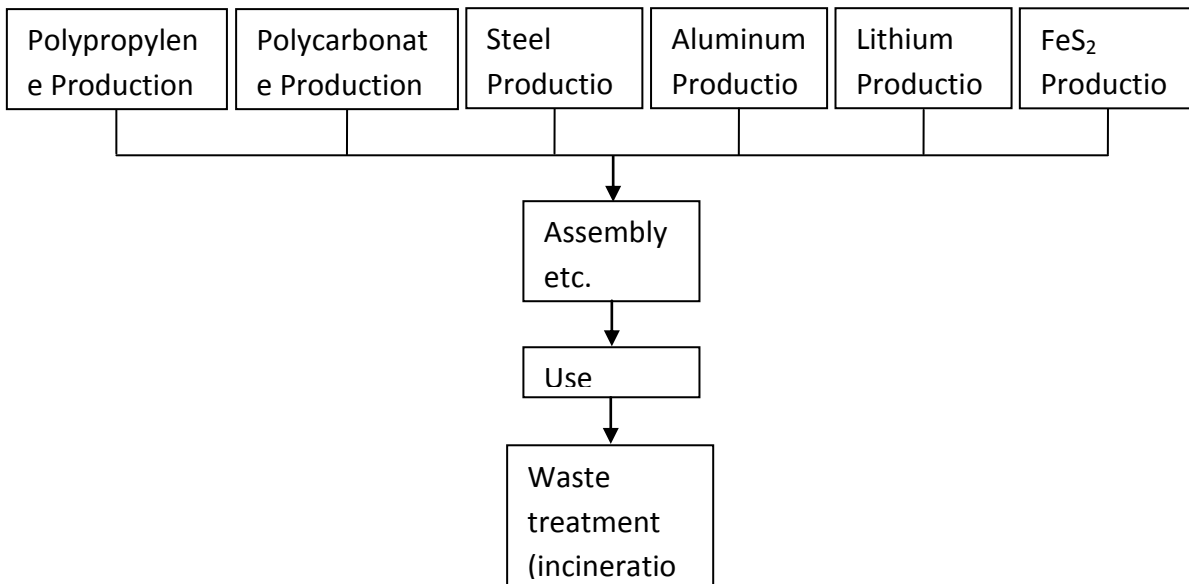 Polypropylen
e Production
Polycarbonat
e Production
Steel
Productio
Aluminum
Productio
Lithium
Productio
FeS₂
Productio
Assembly
etc.
Use
Waste
treatment
(incineratio